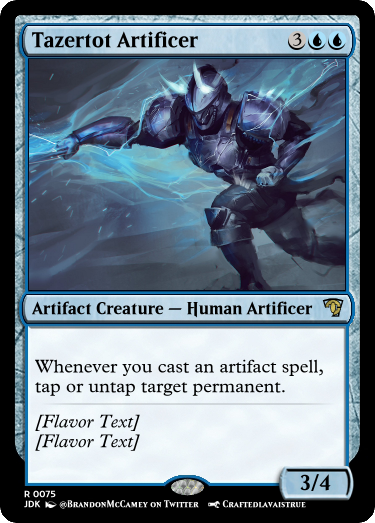 Tazertot Artificer 3
Artifact Creature — Human Artificer
Whenever you cast an artifact spell,
tap or untap target permanent.
[Flavor Text]
[Flavor Text]
3/4
R 0075
JDK @BrandonMcCamey on Twitter Craftedlavaistrue